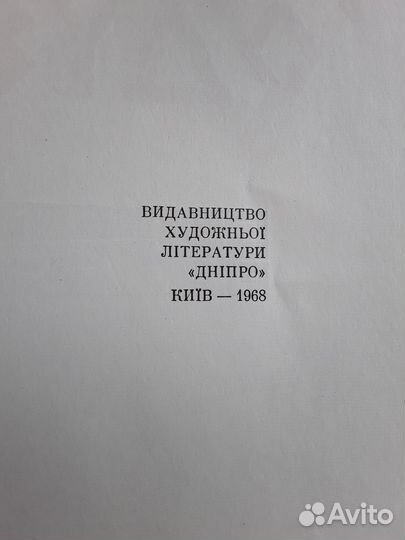 ВИДАВНИЦТВО
ХУДОЖНЬОЇ
ЛІТЕРАТУРИ
«ДНІПРО»
КИЇВ — 1968
Avito